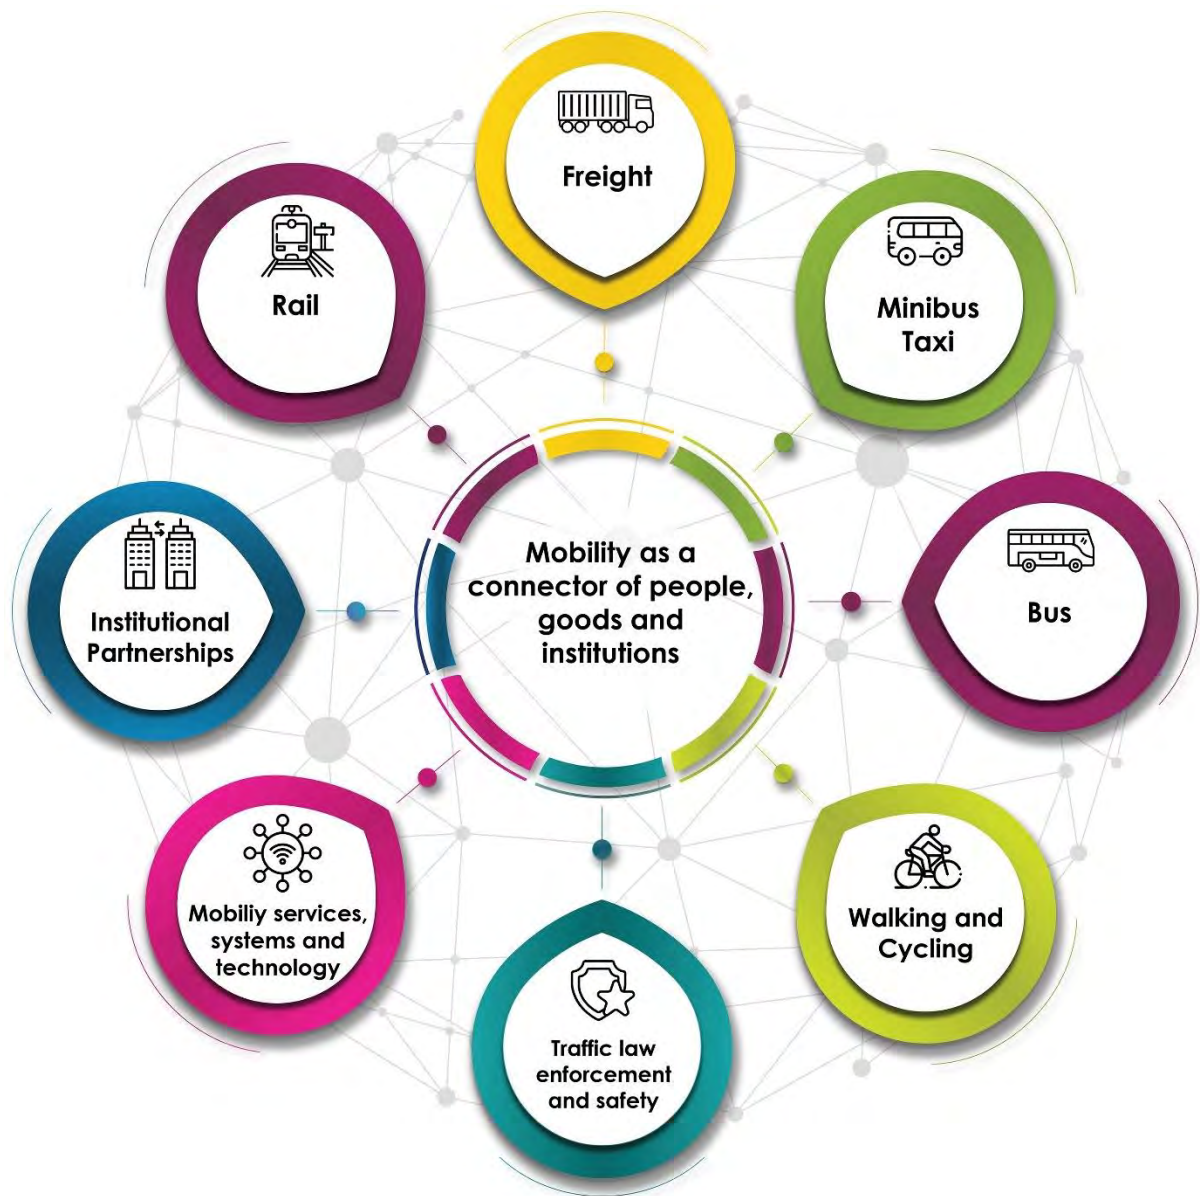 Freight
Minibus
Taxi
Bus
Walking and
Cycling
Traffic law
enforcement
and safety
Mobiliy services,
systems and
technology
Institutional
Partnerships
Rail
Mobility as a
connector of people,
goods and
institutions